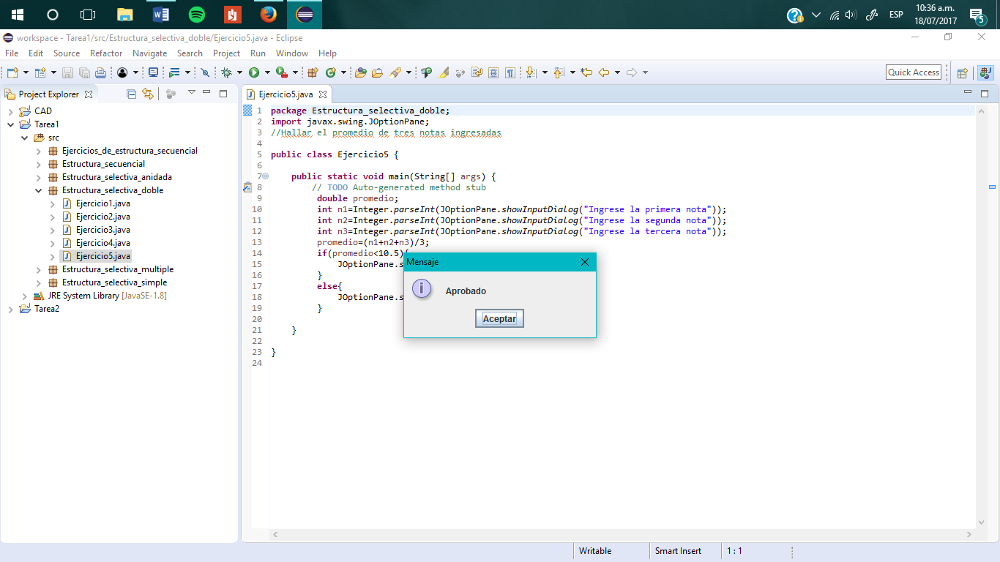 10:36 a.m.
ESP
18/07/2017
5
workspace - Tarea1/src/Estructura_selectiva_doble/Ejercicio5.java - Eclipse
File Edit Source Refactor Navigate Search Project Run Window Help
Quick Access
Project Explorer
CAD
Tarea1
src
Ejercicios_de_estructura_secuencial
Estructura_secuencial
Estructura_selectiva_anidada
Estructura_selectiva_doble
Ejercicio1.java
Ejercicio2.java
Ejercicio3.java
Ejercicio4.java
Ejercicio5.java
Estructura_selectiva_multiple
Estructura_selectiva_simple
JRE System Library [JavaSE-1.8]
Tarea2
Ejercicio5.java
1 package Estructura_selectiva_doble;
2 import javax.swing.JOptionPane;
3 //Hallar el promedio de tres notas ingresadas
4
5 public class Ejercicio5 {
6
7 public static void main(String[] args) {
8 // TODO Auto-generated method stub
9 double promedio;
10 int n1=Integer.parseInt(JOptionPane.showInputDialog("Ingrese la primera nota"));
11 int n2=Integer.parseInt(JOptionPane.showInputDialog("Ingrese la segunda nota"));
12 int n3=Integer.parseInt(JOptionPane.showInputDialog("Ingrese la tercera nota"));
13 promedio=(n1+n2+n3)/3;
14 if(promedio<10.5){
15 JOptionPane.s
16 }
17 else{
18 JOptionPane.s
19 }
20
21 }
22
23 }
24
Mensaje
Aprobado
Aceptar
Writable Smart Insert 1 : 1